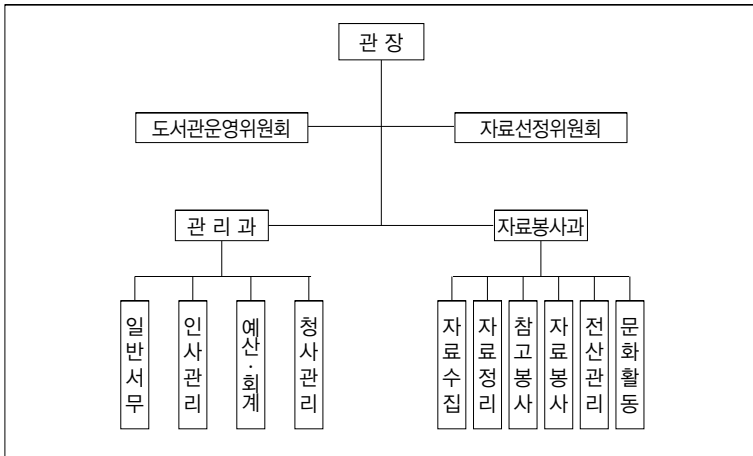 관 장
도서관운영위원회
자료선정위원회
관 리 과
자료봉사과
일반서무
인사관리
예산·회계
청사관리
자료수집
자료정리
참고봉사
자료봉사
전산관리
문화활동